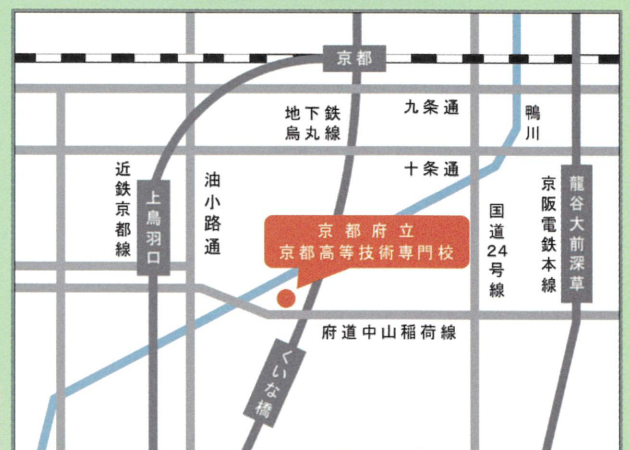 京都
地下鉄
烏丸線
九条通
鴨川
十条通
近鉄京都線
上鳥羽口
油小路通
国道24号線
京阪電鉄本線
龍谷大前深草
京都府立
京都高等技術専門校
府道中山稲荷線
くいな橋